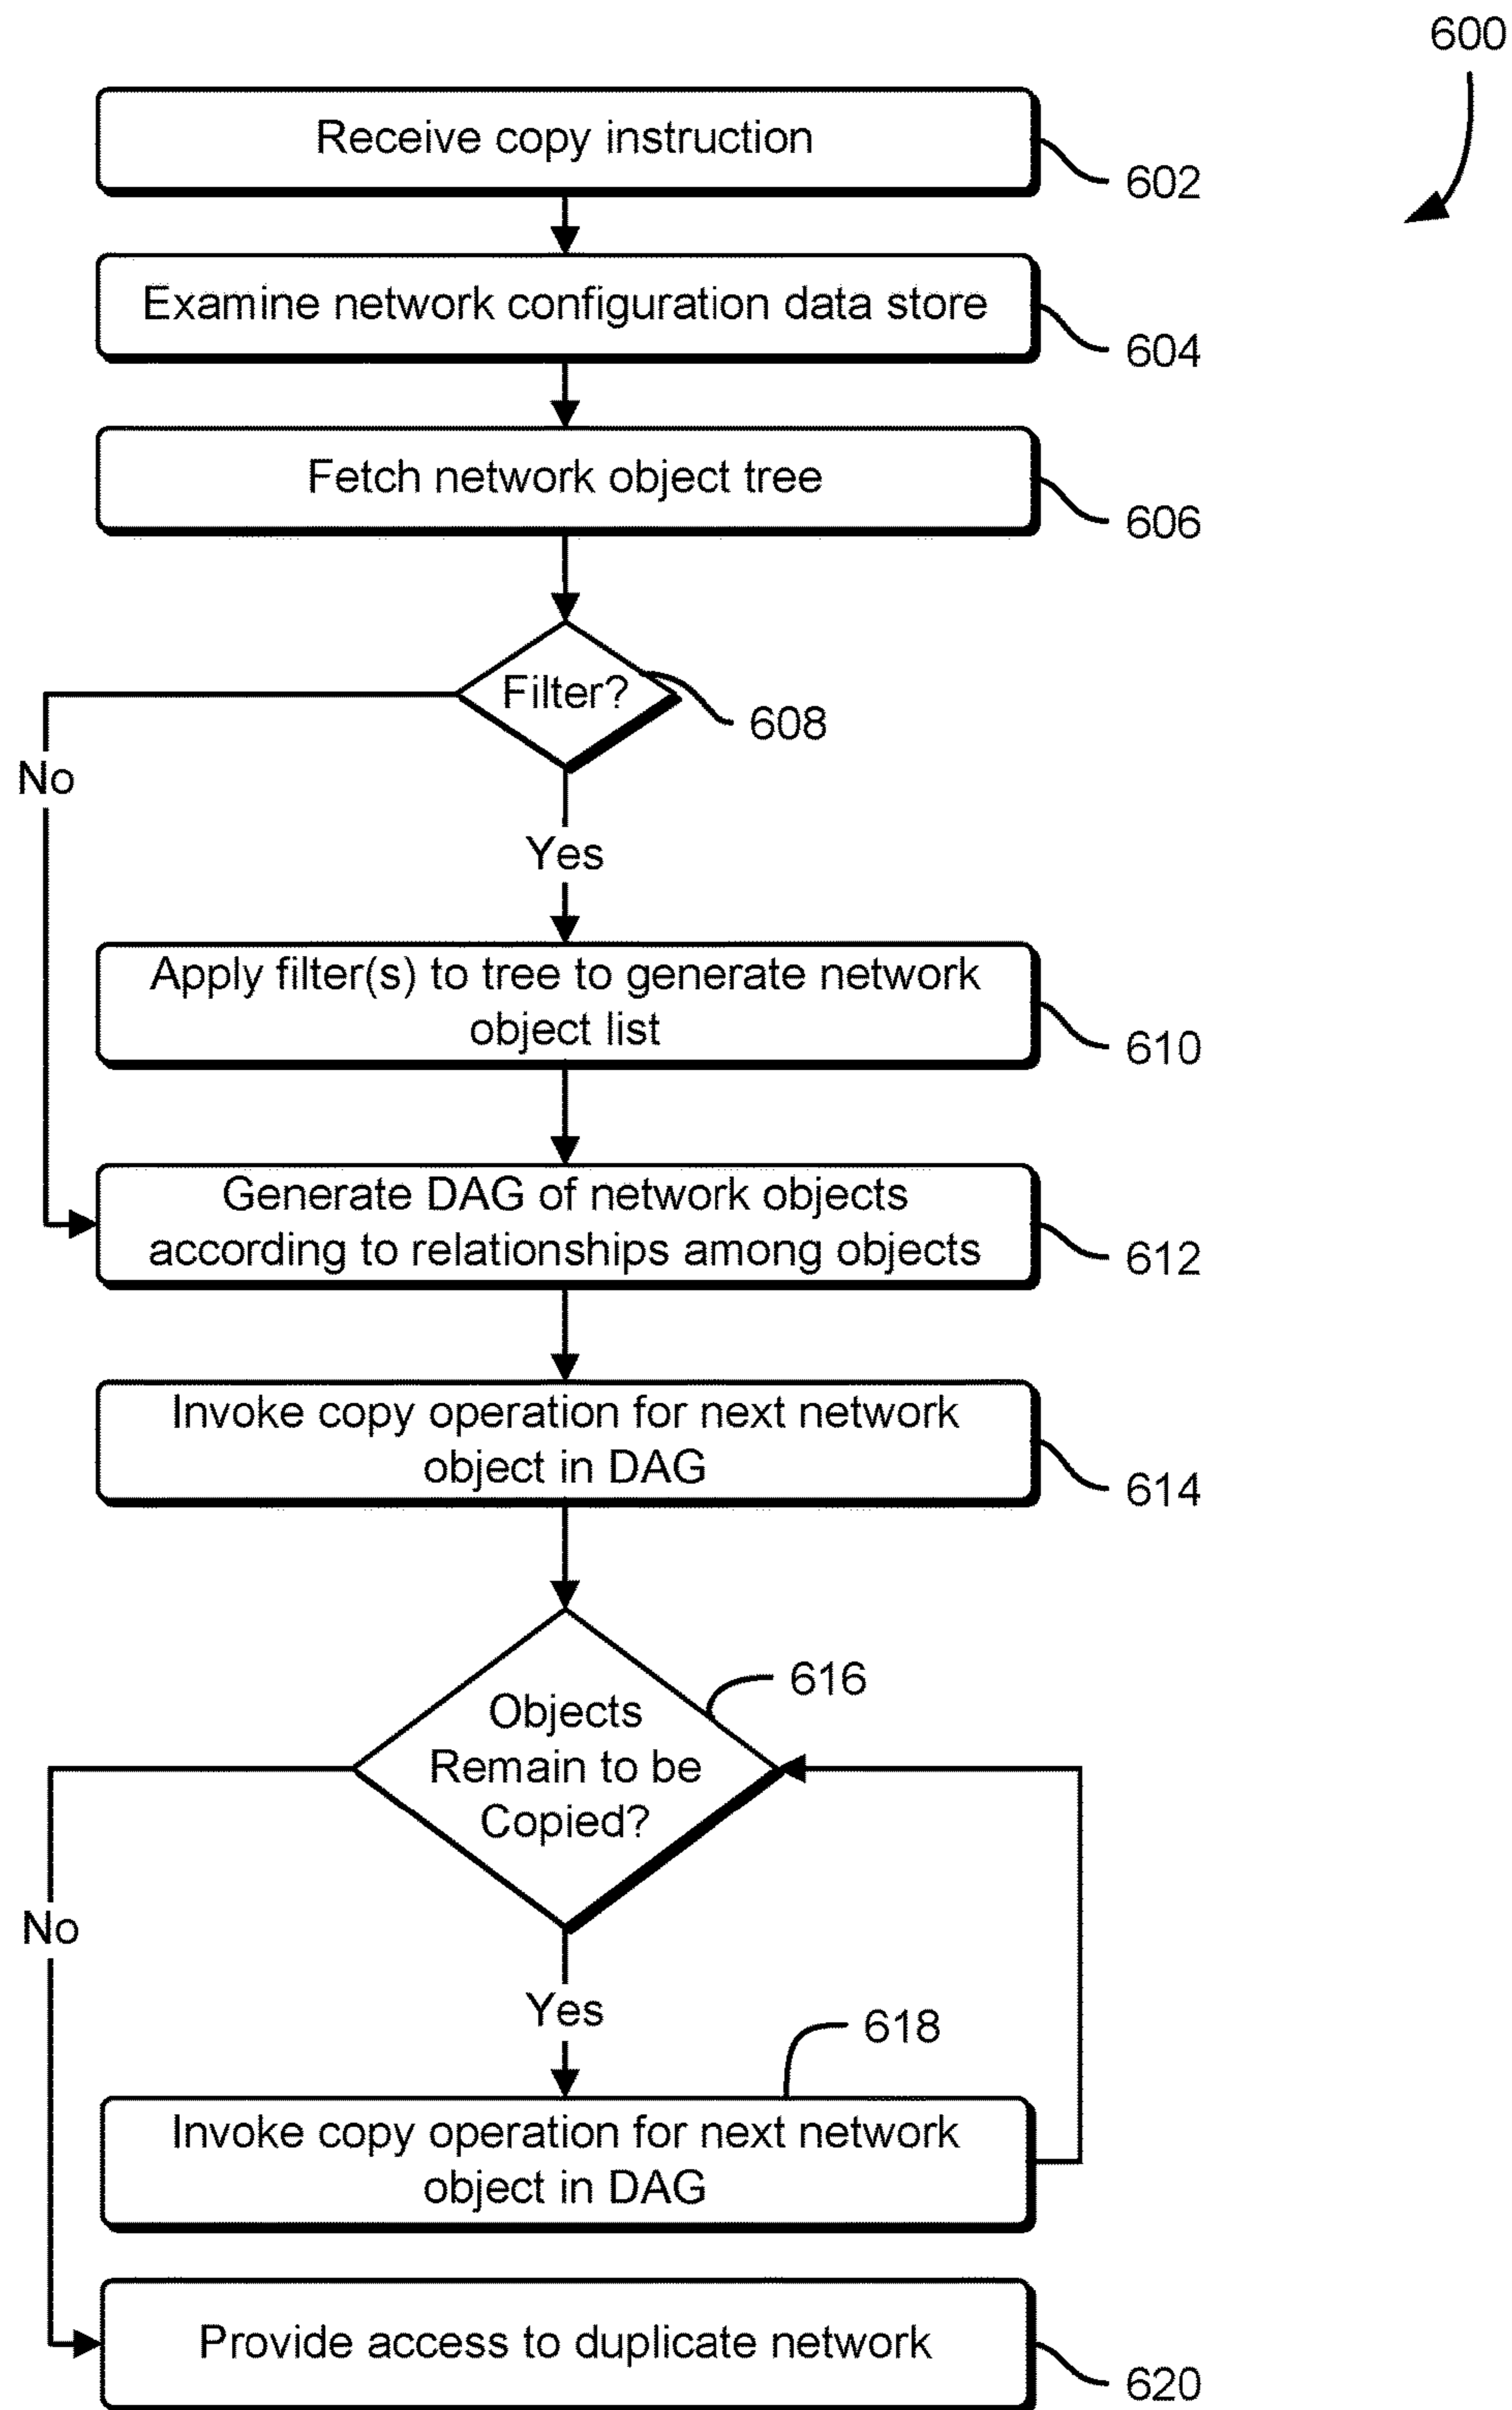 600
Receive copy instruction
602
Examine network configuration data store
604
Fetch network object tree
606
Filter?
608
No
Yes
Apply filter(s) to tree to generate network
object list
610
Generate DAG of network objects
according to relationships among objects
612
Invoke copy operation for next network
object in DAG
614
616
Objects
Remain to be
Copied?
No
Yes
618
Invoke copy operation for next network
object in DAG
Provide access to duplicate network
620